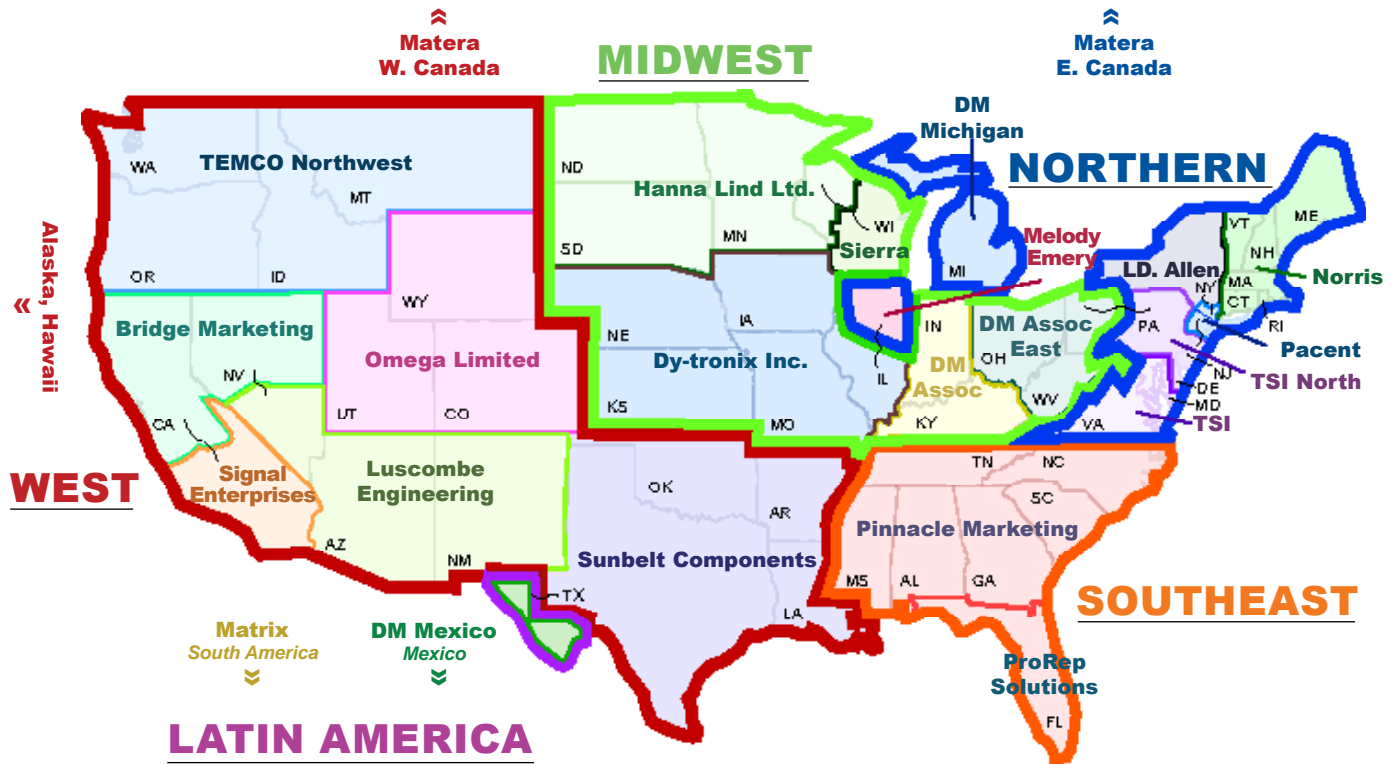 Matera
W. Canada
MIDWEST
Matera
E. Canada
DM
Michigan
NORTHERN
WA
TEMCO Northwest
MT
OR
ID
ND
Hanna Lind Ltd.
SD
MN
WI
Sierra
MI
Melody
Emery
VT
ME
NH
LD. Allen
NY
MA
CT
RI
Norris
Alaska, Hawaii
Bridge Marketing
NV
CA
WY
Omega Limited
UT
CO
NE
IA
Dy-tronix Inc.
KS
MO
IL
IN
DM
Assoc
KY
DM Assoc
East
OH
WV
PA
Pacent
NJ
TSI North
DE
MD
TSI
VA
WEST
Signal
Enterprises
Luscombe
Engineering
AZ
NM
OK
AR
Sunbelt Components
TX
LA
TN
NC
SC
Pinnacle Marketing
MS
AL
GA
SOUTHEAST
ProRep
Solutions
FL
Matrix
South America
DM Mexico
Mexico
LATIN AMERICA